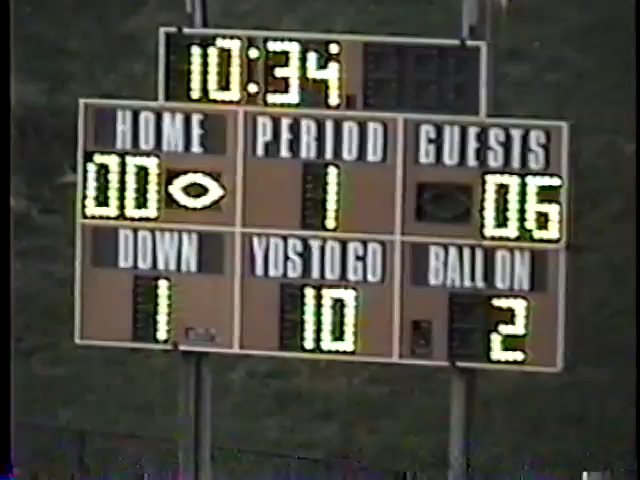 10:34
HOME PERIOD GUESTS
00 1 06
DOWN YDS TO GO BALL ON
1 10 2